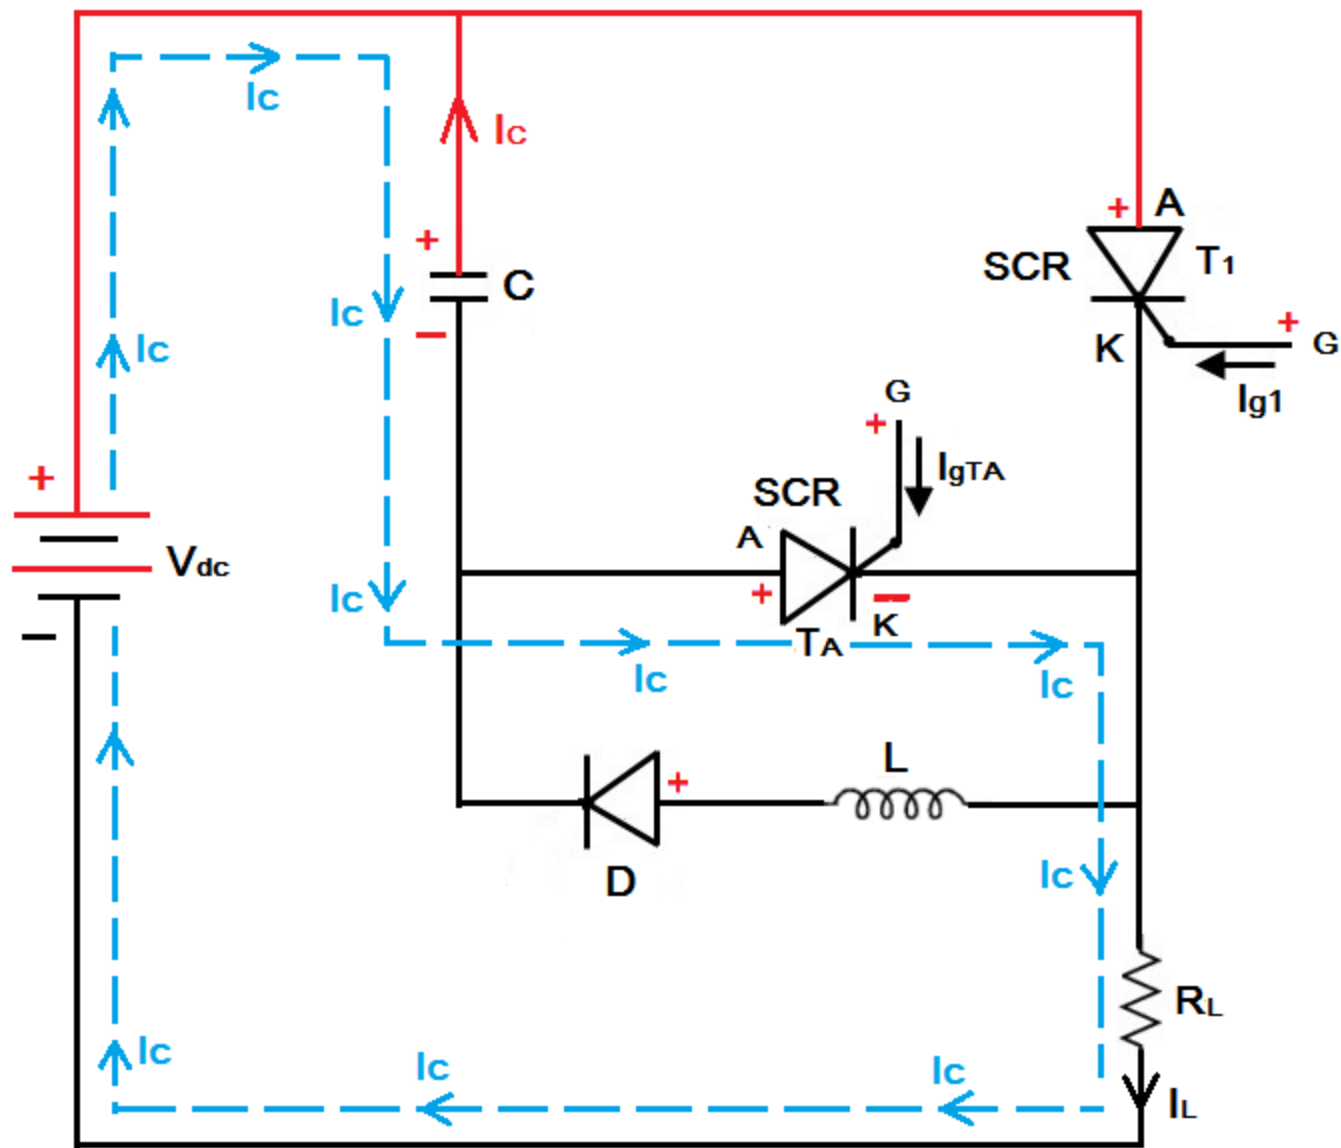 Ic
Ic
Ic
+ A
SCR T1
+
C
Ic
−
K
+ G
Ig1
Ic
G
+
IgTA
SCR
A
+
Vdc
−
+ −
K
TA
Ic
Ic
Ic
L
+
D
Ic
RL
Ic
Ic
Ic
IL